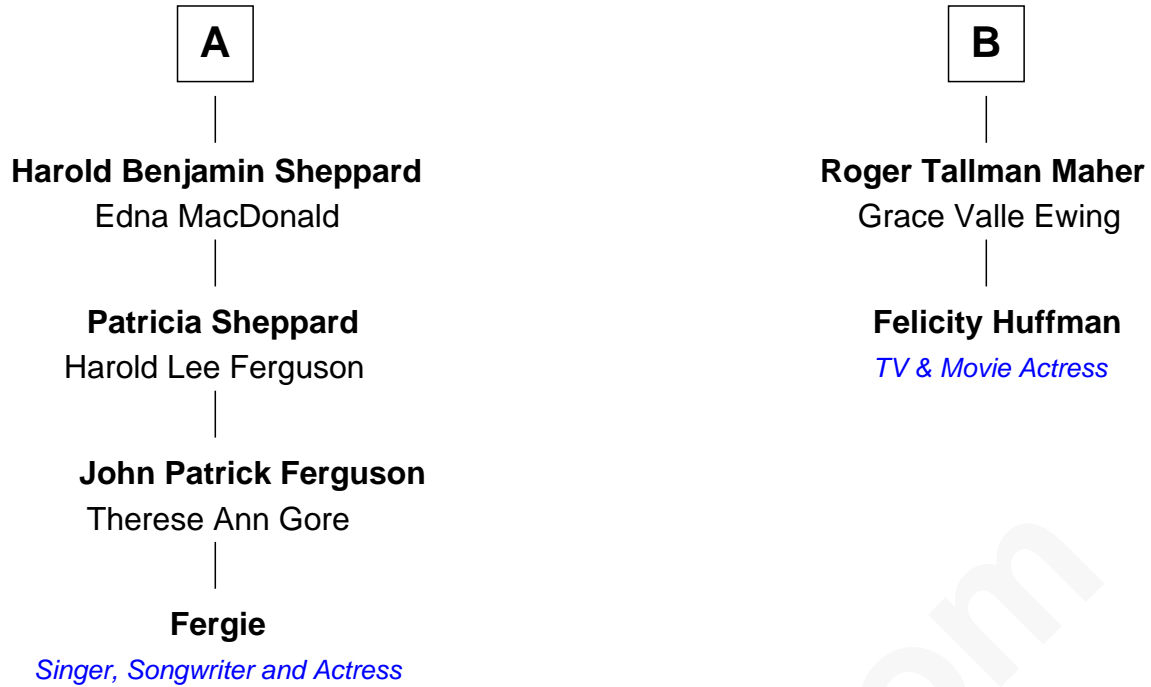 A
Harold Benjamin Sheppard
Edna MacDonald
Patricia Sheppard
Harold Lee Ferguson
John Patrick Ferguson
Therese Ann Gore
Fergie
Singer, Songwriter and Actress
B
Roger Tallman Maher
Grace Valle Ewing
Felicity Huffman
TV & Movie Actress
om